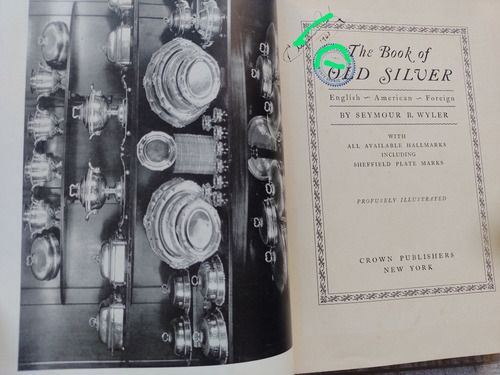 The Book of
OLD SILVER
English ~ American ~ Foreign
BY SEYMOUR B. WYLER
WITH
ALL AVAILABLE HALLMARKS
INCLUDING
SHEFFIELD PLATE MARKS
PROFUSELY ILLUSTRATED
CROWN PUBLISHERS
NEW YORK